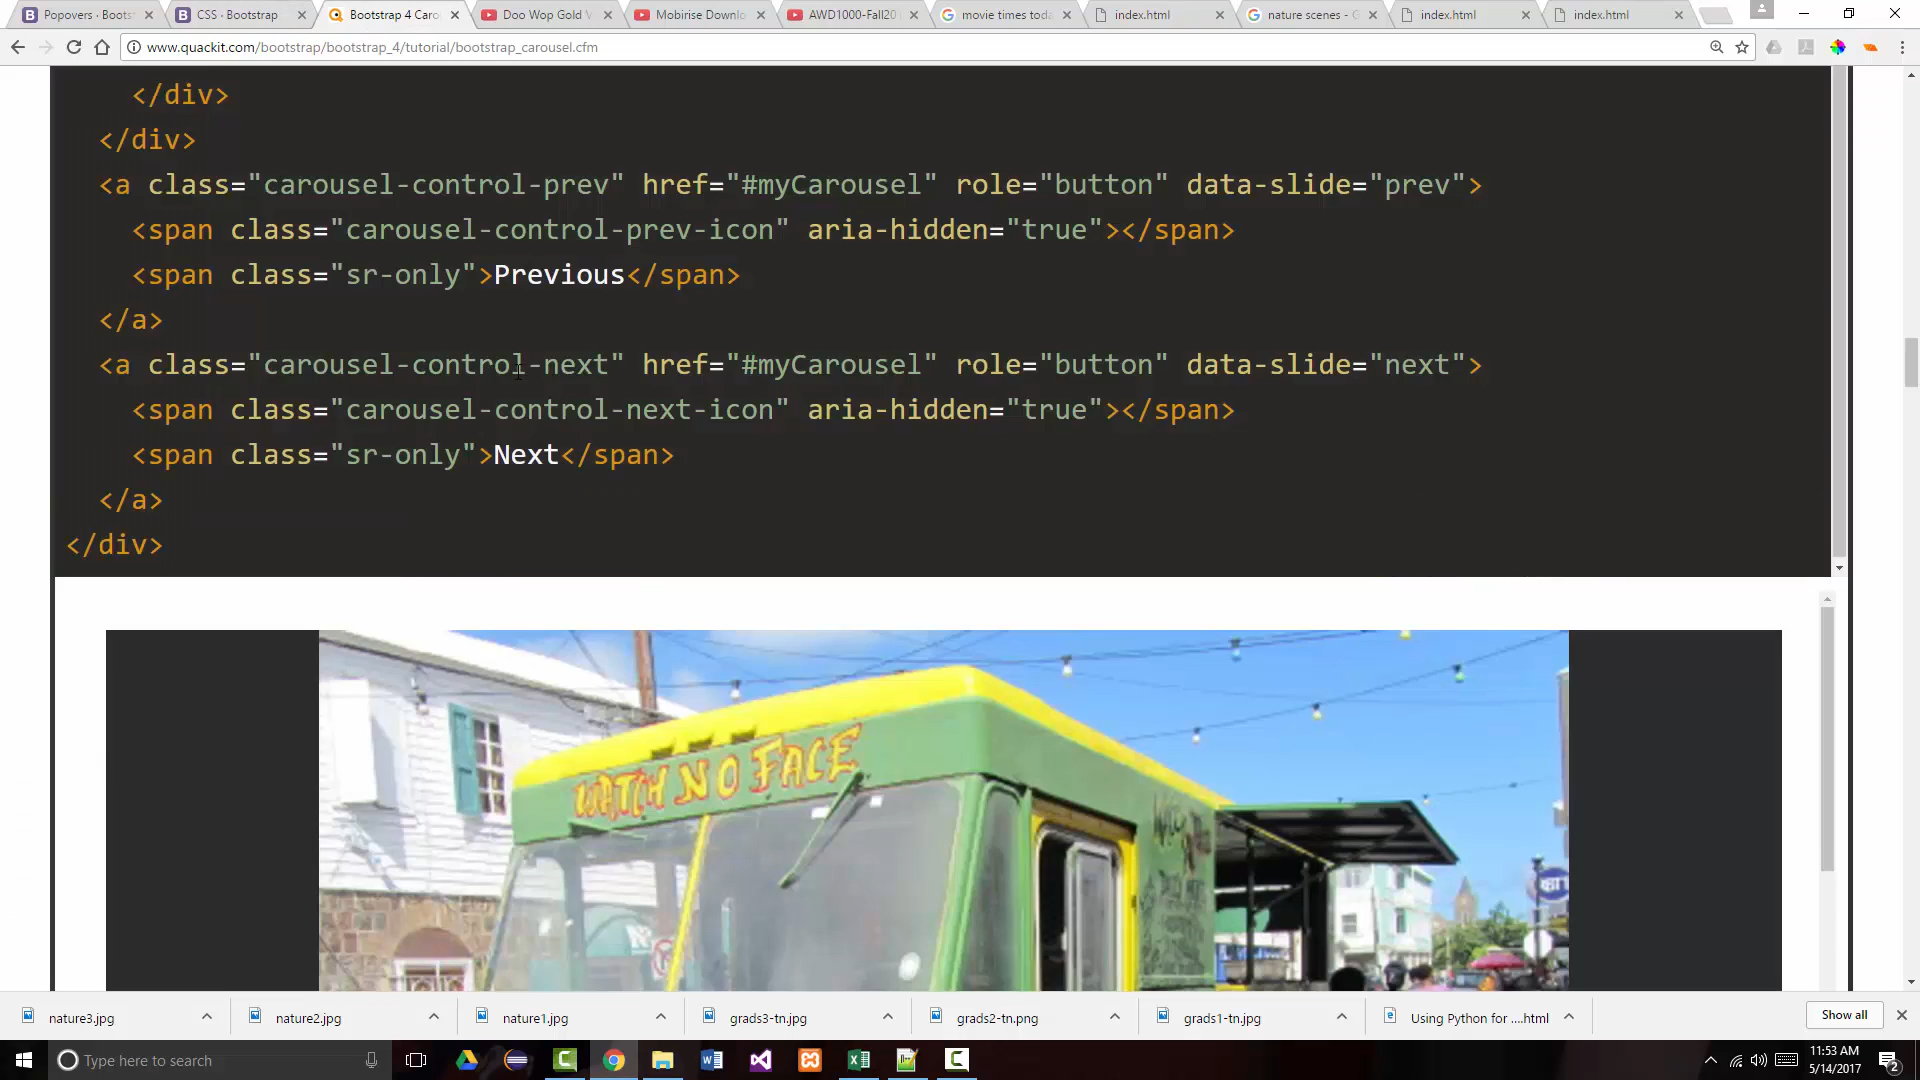 Popovers · Boots
CSS · Bootstrap
Bootstrap 4 Caro
Doo Wop Gold V
Mobirise Downlo
AWD1000-Fall201
movie times toda
index.html
nature scenes - G
index.html
index.html
www.quackit.com/bootstrap/bootstrap_4/tutorial/bootstrap_carousel.cfm
</div>
</div>
<a class="carousel-control-prev" href="#myCarousel" role="button" data-slide="prev">
<span class="carousel-control-prev-icon" aria-hidden="true"></span>
<span class="sr-only">Previous</span>
</a>
<a class="carousel-control-next" href="#myCarousel" role="button" data-slide="next">
<span class="carousel-control-next-icon" aria-hidden="true"></span>
<span class="sr-only">Next</span>
</a>
</div>
WATCH NO FACE
nature3.jpg
nature2.jpg
nature1.jpg
grads3-tn.jpg
grads2-tn.png
grads1-tn.jpg
Using Python for ....html
Show all
Type here to search
11:53 AM
5/14/2017
2